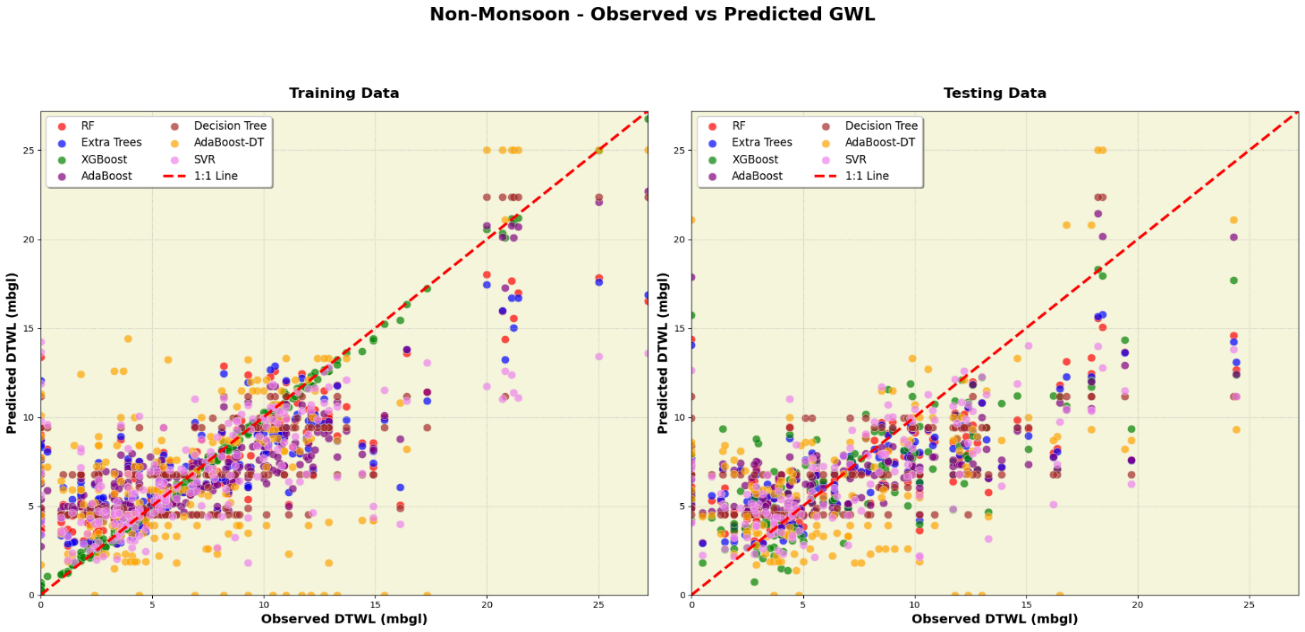 Non-Monsoon - Observed vs Predicted GWL
Training Data
RF
Extra Trees
XGBoost
AdaBoost
Decision Tree
AdaBoost-DT
SVR
1:1 Line
Predicted DTWL (mbgl)
25
20
15
10
5
0
0 5 10 15 20 25
Observed DTWL (mbgl)
Testing Data
RF
Extra Trees
XGBoost
AdaBoost
Decision Tree
AdaBoost-DT
SVR
1:1 Line
Predicted DTWL (mbgl)
25
20
15
10
5
0
0 5 10 15 20 25
Observed DTWL (mbgl)